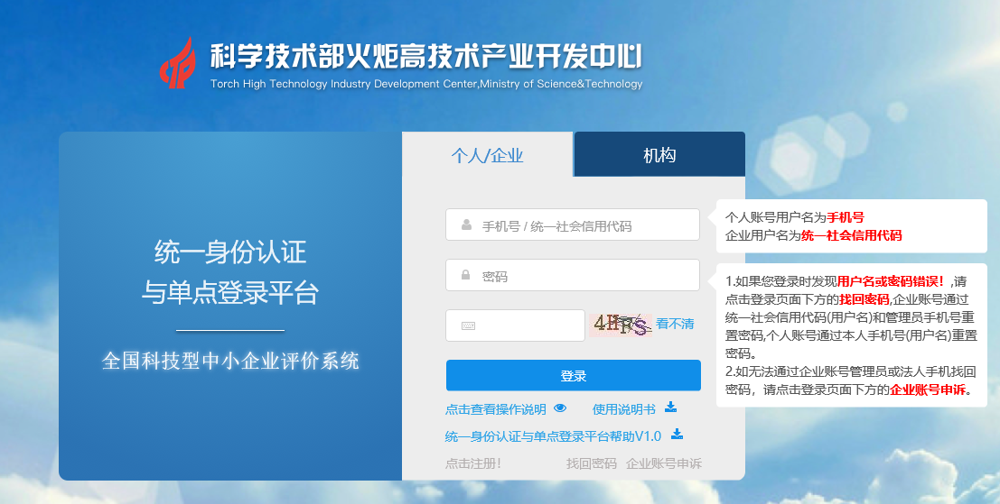 科学技术部火炬高技术产业开发中心
Torch High Technology Industry Development Center,Ministry of Science&Technology
统一身份认证
与单点登录平台
全国科技型中小企业评价系统
个人/企业
机构
手机号 / 统一社会信用代码
密码
4HRS 看不清
登录
点击查看操作说明 使用说明书
统一身份认证与单点登录平台帮助V1.0
点击注册! 找回密码 企业账号申诉
个人账号用户名为手机号
企业用户名为统一社会信用代码
1.如果您登录时发现用户名或密码错误！,请
点击登录页面下方的找回密码,企业账号通过
统一社会信用代码(用户名)和管理员手机号重
置密码,个人账号通过本人手机号(用户名)重置
密码。
2.如无法通过企业账号管理员或法人手机找回
密码，请点击登录页面下方的企业账号申诉。